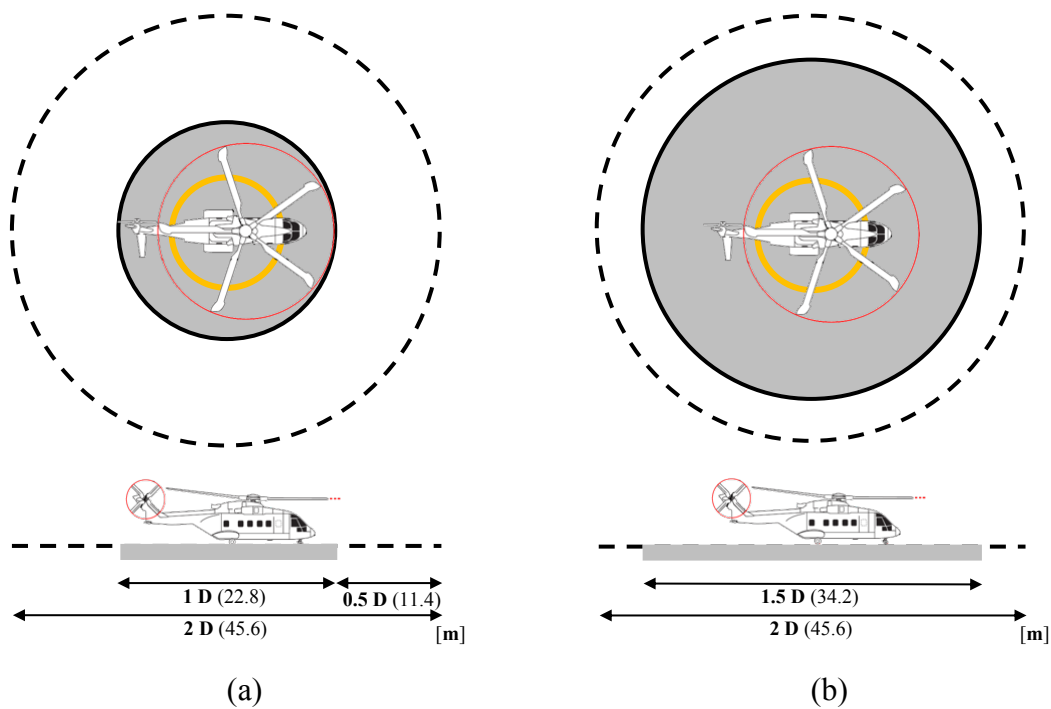 1 D (22.8)
0.5 D (11.4)
2 D (45.6)
[m]
(a)
1.5 D (34.2)
2 D (45.6)
[m]
(b)